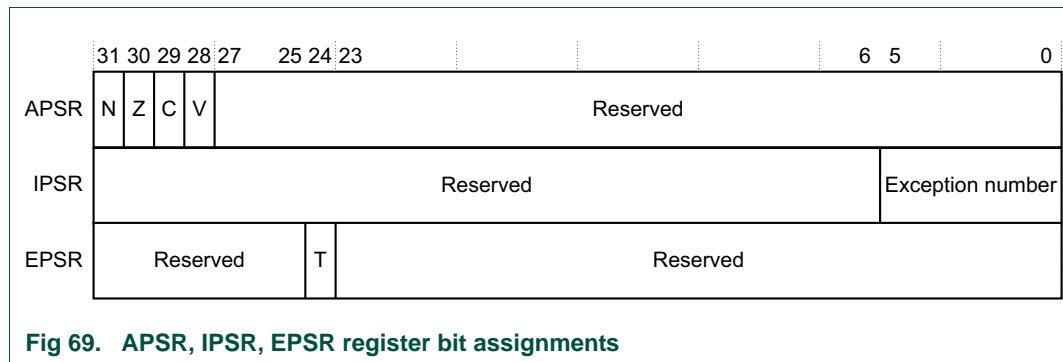 31 30 29 28 27 25 24 23 6 5 0
APSR N Z C V Reserved
IPSR Reserved Exception number
EPSR Reserved T Reserved
Fig 69. APSR, IPSR, EPSR register bit assignments